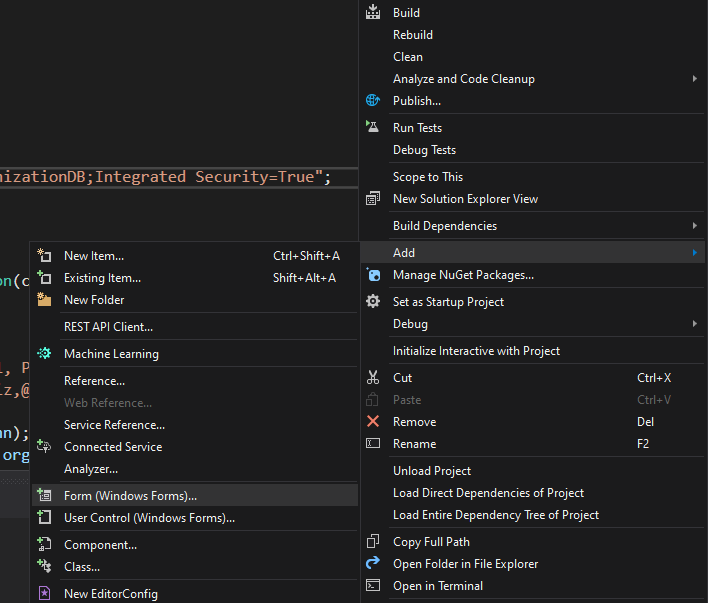 Build
Rebuild
Clean
Analyze and Code Cleanup
Publish...
Run Tests
Debug Tests
Scope to This
New Solution Explorer View
Build Dependencies
Add
Manage NuGet Packages...
Set as Startup Project
Debug
Initialize Interactive with Project
Cut Ctrl+X
Paste Ctrl+V
Remove Del
Rename F2
Unload Project
Load Direct Dependencies of Project
Load Entire Dependency Tree of Project
Copy Full Path
Open Folder in File Explorer
Open in Terminal
New Item... Ctrl+Shift+A
Existing Item... Shift+Alt+A
New Folder
REST API Client...
Machine Learning
Reference...
Web Reference...
Service Reference...
Connected Service
Analyzer...
Form (Windows Forms)...
User Control (Windows Forms)...
Component...
Class...
New EditorConfig
nizationDB;Integrated Security=True";
on(c
, P
iz,@
nn);
org